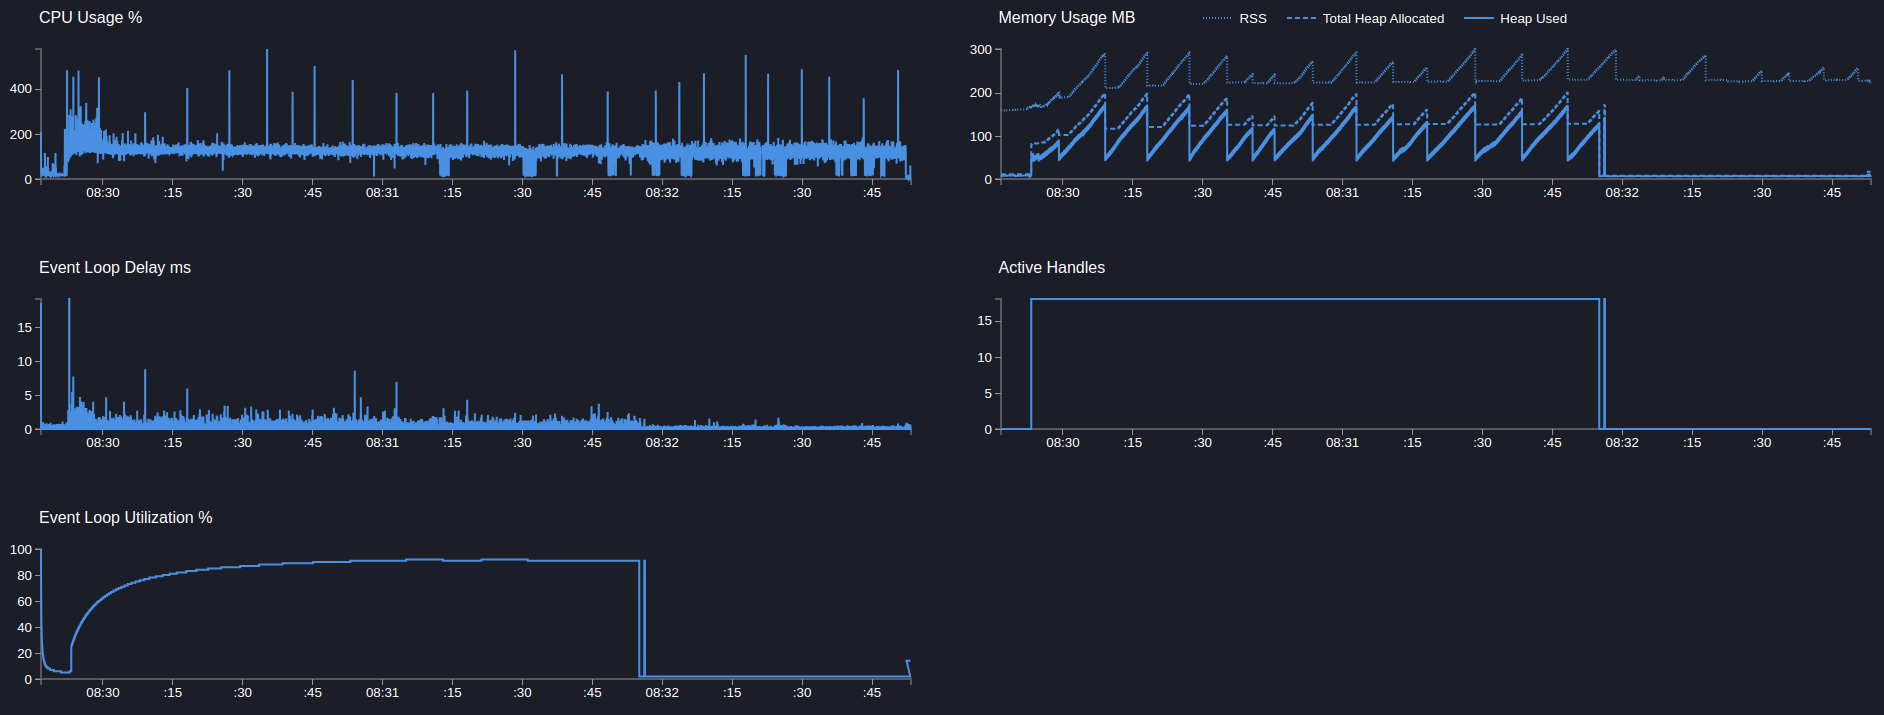 CPU Usage %
400
200
0
08:30 :15 :30 :45 08:31 :15 :30 :45 08:32 :15 :30 :45
Memory Usage MB RSS Total Heap Allocated Heap Used
300
200
100
0
08:30 :15 :30 :45 08:31 :15 :30 :45 08:32 :15 :30 :45
Event Loop Delay ms
15
10
5
0
08:30 :15 :30 :45 08:31 :15 :30 :45 08:32 :15 :30 :45
Active Handles
15
10
5
0
08:30 :15 :30 :45 08:31 :15 :30 :45 08:32 :15 :30 :45
Event Loop Utilization %
100
80
60
40
20
0
08:30 :15 :30 :45 08:31 :15 :30 :45 08:32 :15 :30 :45